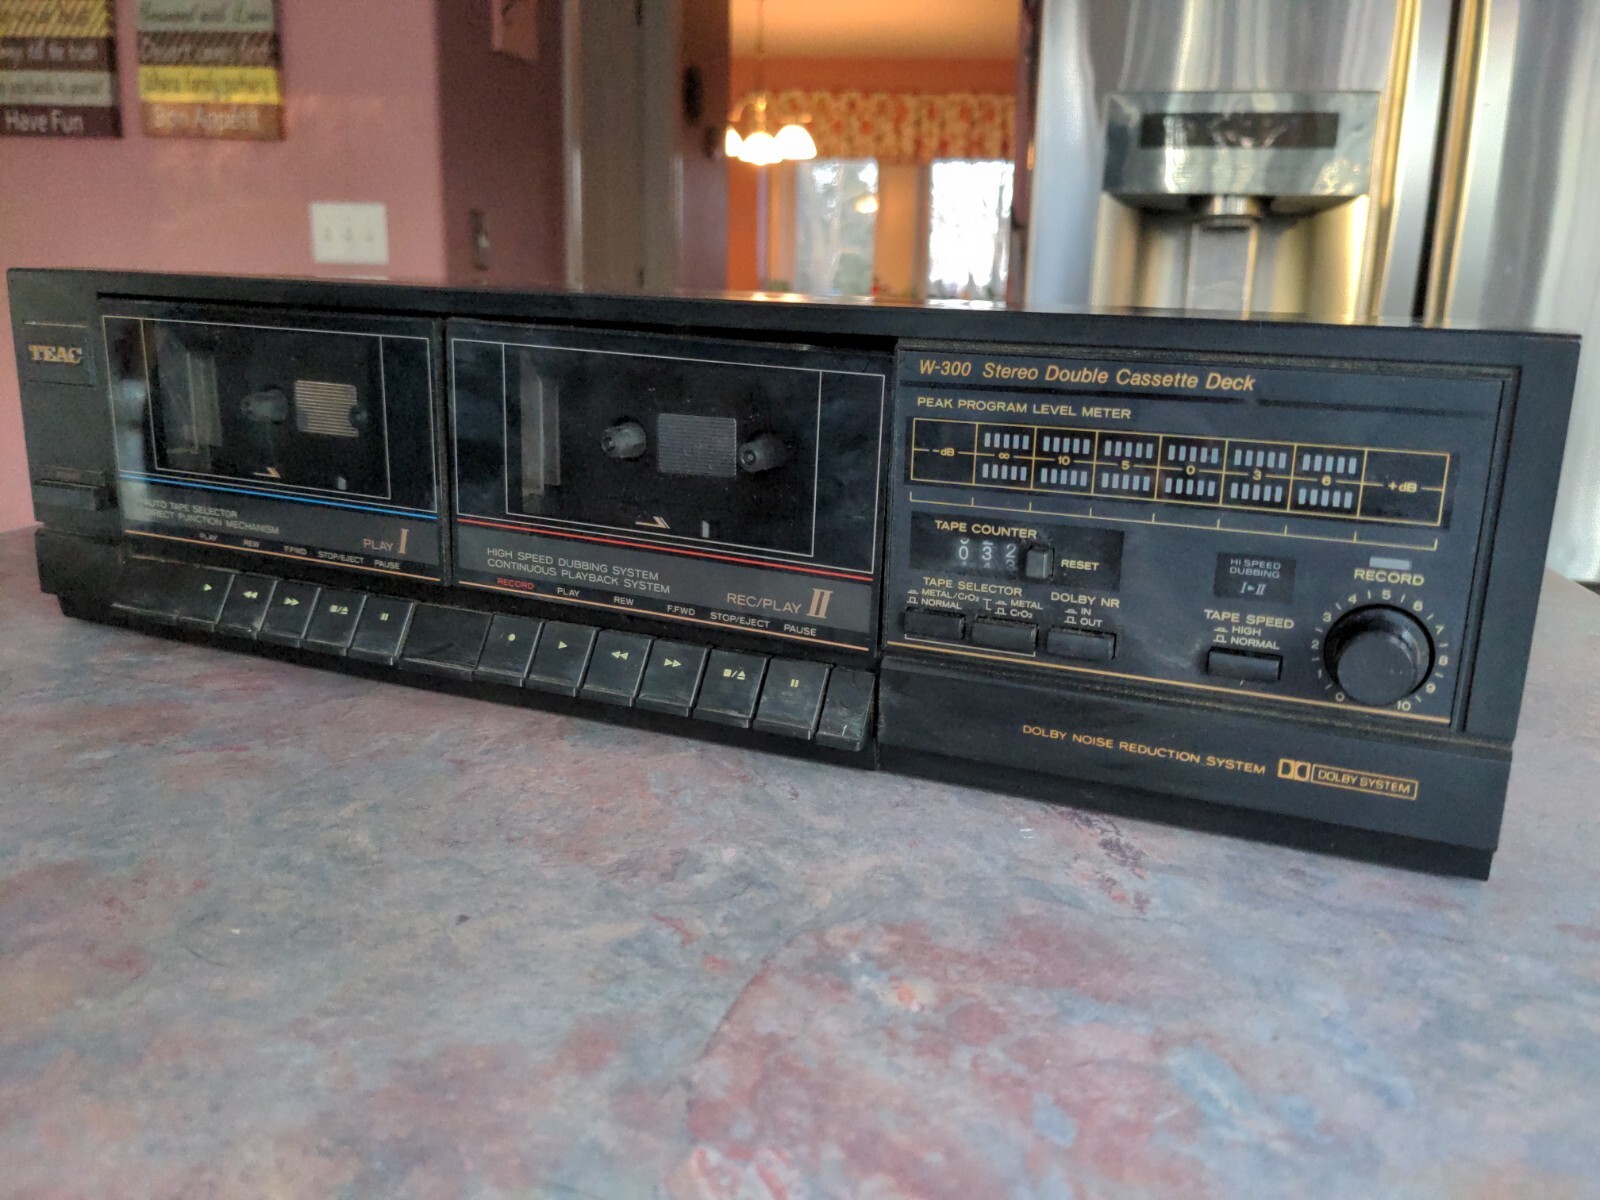 Have Fun
Bon Appetit
TEAC
AUTO TAPE SELECTOR
DIRECT FUNCTION MECHANISM
PLAY I
PLAY REW F.FWD STOP/EJECT PAUSE
HIGH SPEED DUBBING SYSTEM
CONTINUOUS PLAYBACK SYSTEM
REC/PLAY II
RECORD PLAY REW F.FWD STOP/EJECT PAUSE
W-300 Stereo Double Cassette Deck
PEAK PROGRAM LEVEL METER
-dB ∞ 10 5 0 3 6 +dB
TAPE COUNTER
0 3 2
RESET
TAPE SELECTOR
METAL/CrO₂
NORMAL
METAL
CrO₂
DOLBY NR
IN
OUT
HI SPEED
DUBBING
I▸II
TAPE SPEED
HIGH
NORMAL
RECORD
0 1 2 3 4 5 6 7 8 9 10
DOLBY NOISE REDUCTION SYSTEM DOLBY SYSTEM